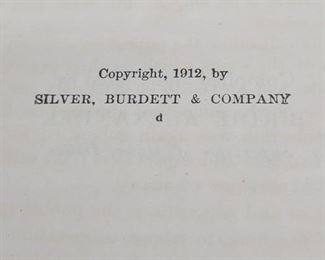 Copyright, 1912, by
SILVER, BURDETT & COMPANY
d